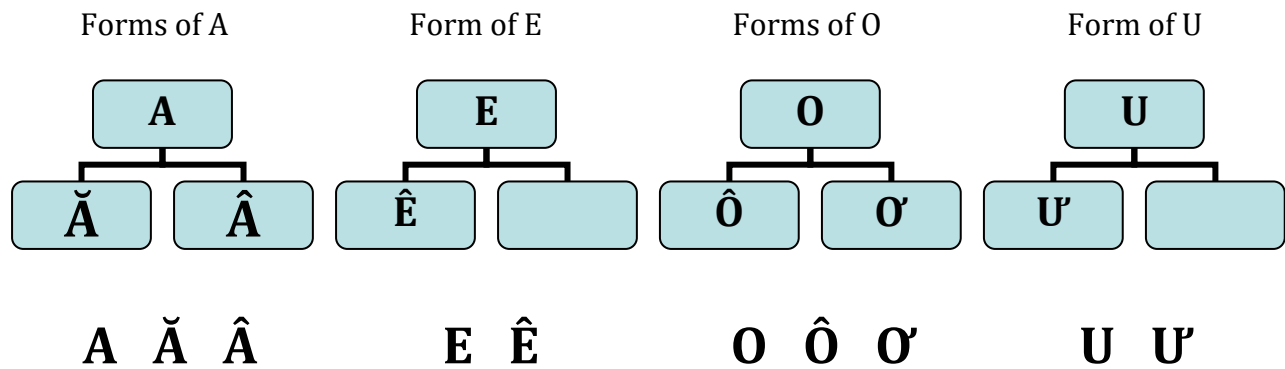 Forms of A Form of E Forms of O Form of U
A E O U
Ă Â Ê Ô Ơ Ư
A Ă Â E Ê O Ô Ơ U Ư